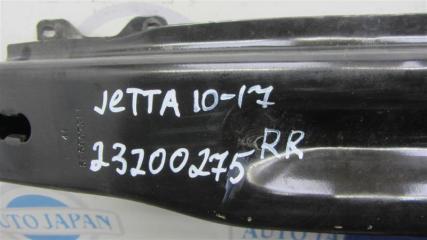 JeTTA 10-17
23200275 RR
AUTO JAPAN